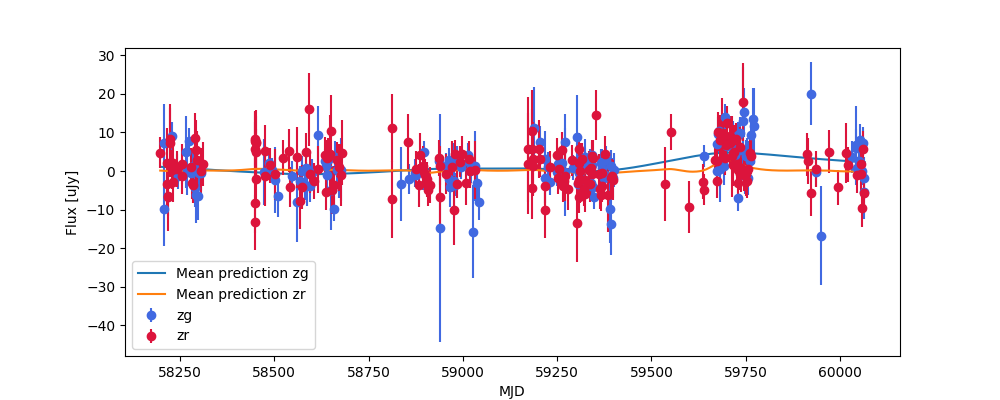 30
20
10
0
−10
−20
−30
−40
Flux [uJy]
Mean prediction zg
Mean prediction zr
zg
zr
58250 58500 58750 59000 59250 59500 59750 60000
MJD